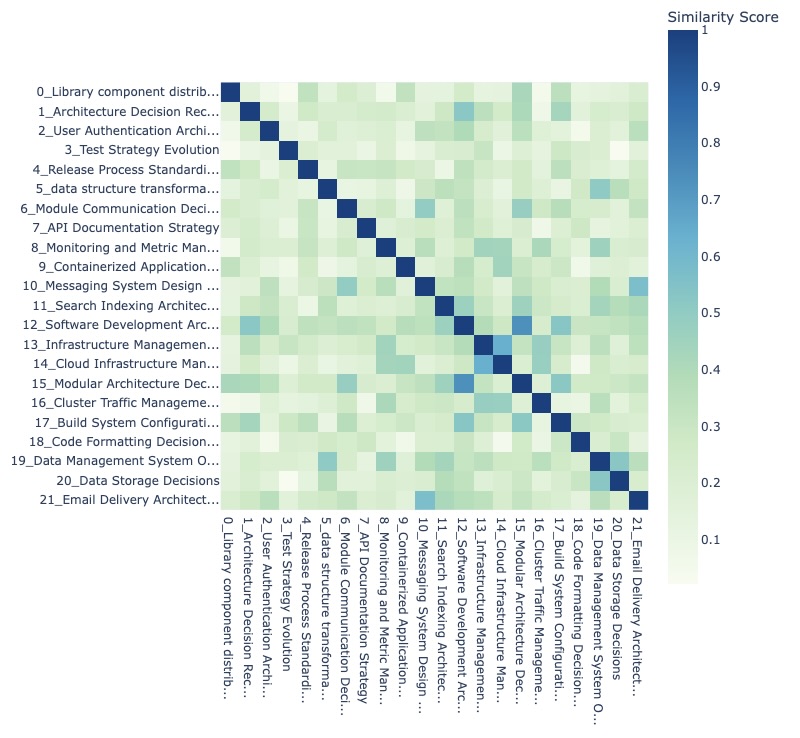 Similarity Score
1
0.9
0.8
0.7
0.6
0.5
0.4
0.3
0.2
0.1
0_Library component distrib...
1_Architecture Decision Rec...
2_User Authentication Archi...
3_Test Strategy Evolution
4_Release Process Standardi...
5_data structure transforma...
6_Module Communication Deci...
7_API Documentation Strategy
8_Monitoring and Metric Man...
9_Containerized Application...
10_Messaging System Design ...
11_Search Indexing Architec...
12_Software Development Arc...
13_Infrastructure Managemen...
14_Cloud Infrastructure Man...
15_Modular Architecture Dec...
16_Cluster Traffic Manageme...
17_Build System Configurati...
18_Code Formatting Decision...
19_Data Management System O...
20_Data Storage Decisions
21_Email Delivery Architect...
0_Library component distrib...
1_Architecture Decision Rec...
2_User Authentication Archi...
3_Test Strategy Evolution
4_Release Process Standardi...
5_data structure transforma...
6_Module Communication Deci...
7_API Documentation Strategy
8_Monitoring and Metric Man...
9_Containerized Application...
10_Messaging System Design ...
11_Search Indexing Architec...
12_Software Development Arc...
13_Infrastructure Managemen...
14_Cloud Infrastructure Man...
15_Modular Architecture Dec...
16_Cluster Traffic Manageme...
17_Build System Configurati...
18_Code Formatting Decision...
19_Data Management System O...
20_Data Storage Decisions
21_Email Delivery Architect...